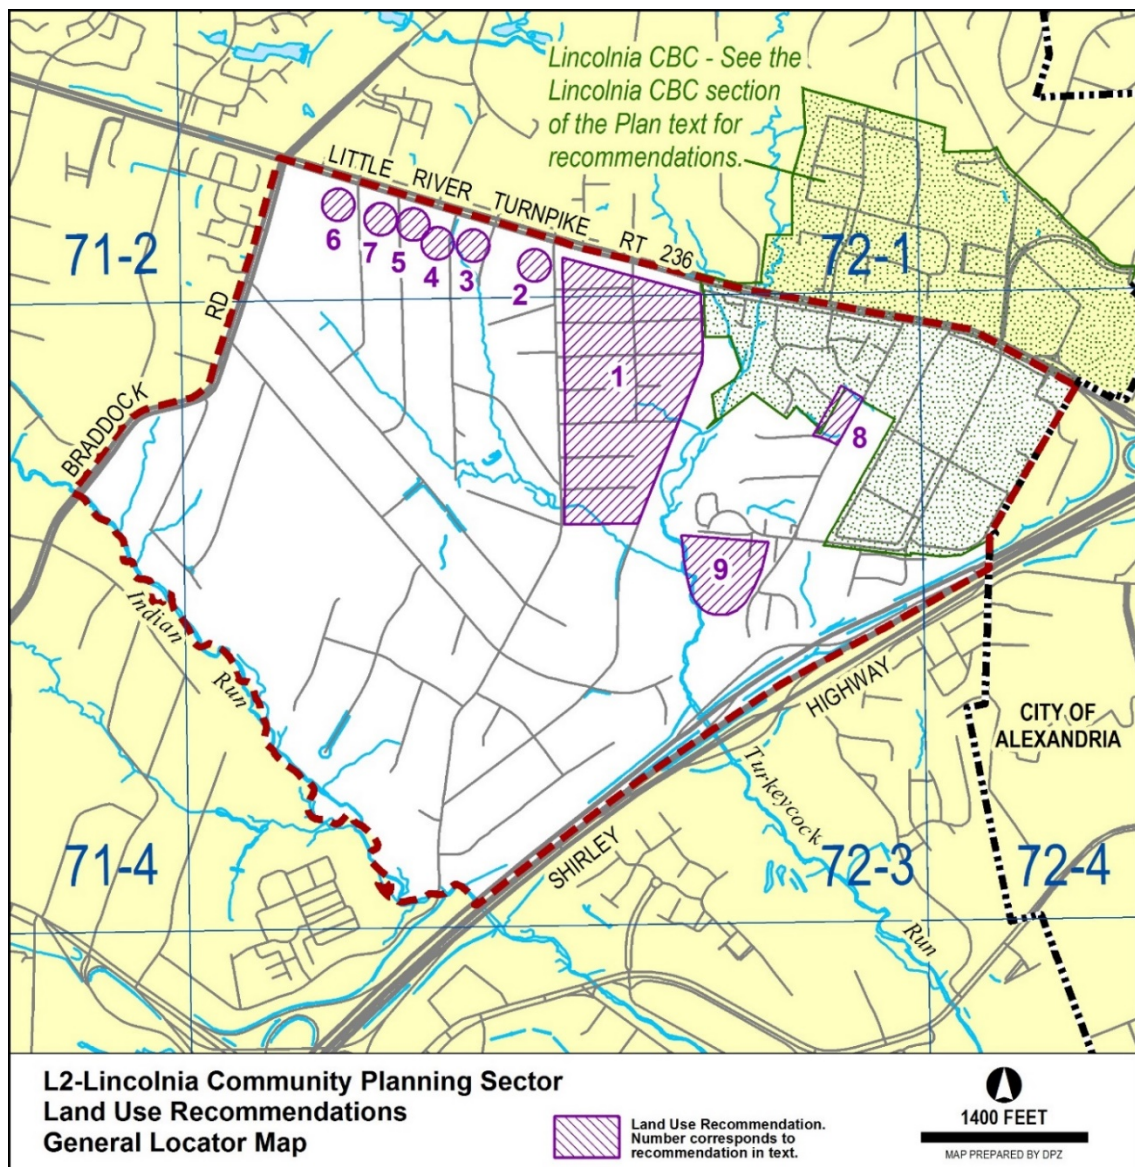 Lincolnia CBC - See the
Lincolnia CBC section
of the Plan text for
recommendations.
LITTLE RIVER TURNPIKE RT 236
71-2
72-1
6
7
5
4
3
2
1
8
9
BRADDOCK RD
Indian Run
HIGHWAY
SHIRLEY
CITY OF
ALEXANDRIA
Turkeycock Run
71-4
72-3
72-4
L2-Lincolnia Community Planning Sector
Land Use Recommendations
General Locator Map
Land Use Recommendation.
Number corresponds to
recommendation in text.
1400 FEET
MAP PREPARED BY DPZ